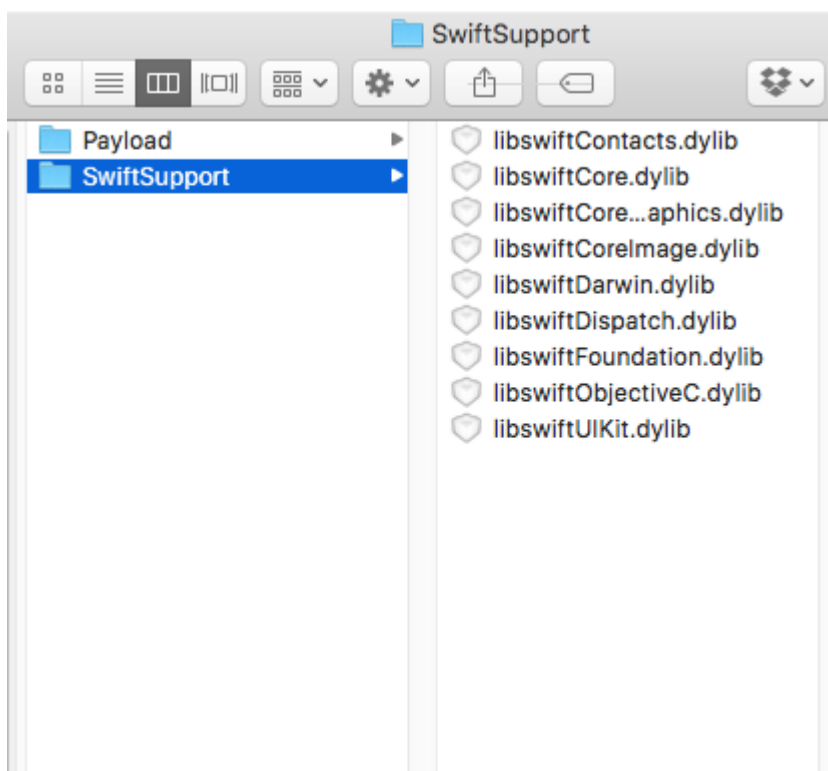 SwiftSupport
Payload
SwiftSupport
libswiftContacts.dylib
libswiftCore.dylib
libswiftCore...aphics.dylib
libswiftCoreImage.dylib
libswiftDarwin.dylib
libswiftDispatch.dylib
libswiftFoundation.dylib
libswiftObjectiveC.dylib
libswiftUIKit.dylib